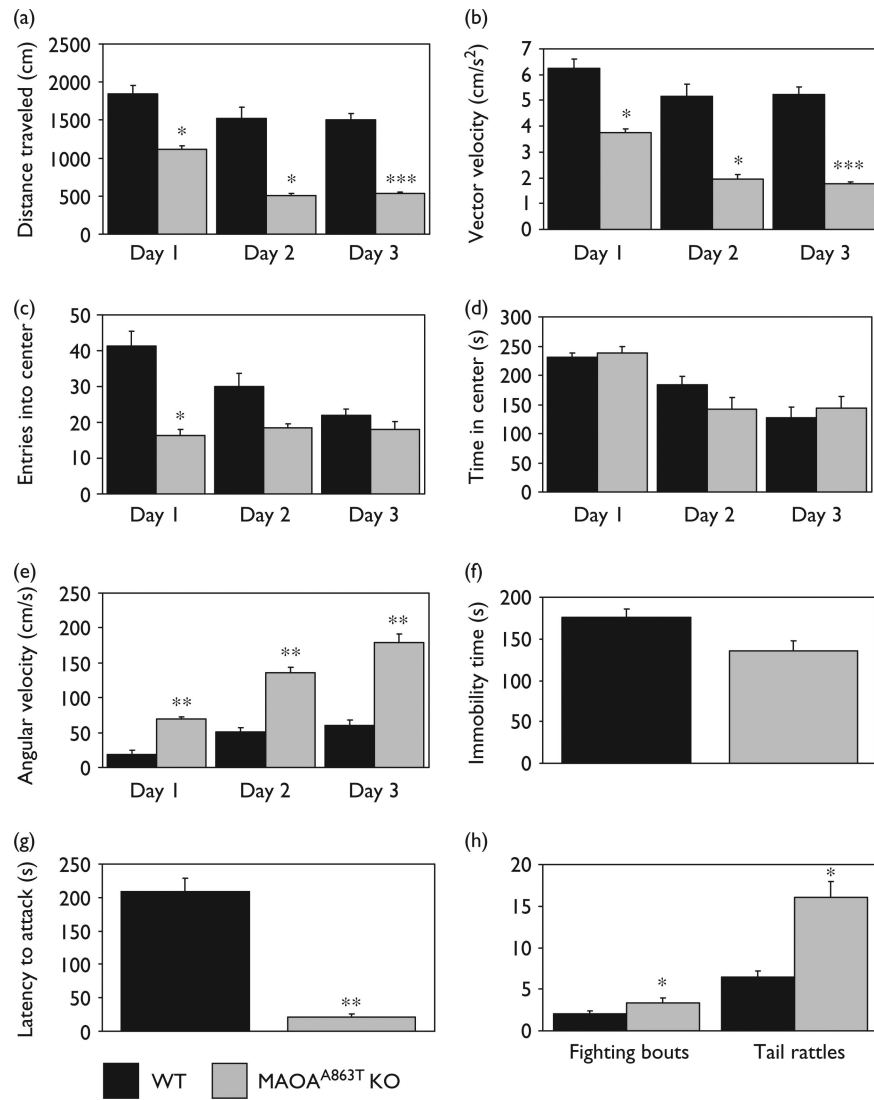 (a)
Distance traveled (cm)
2500
2000
1500
1000
500
0
*
*
***
Day 1
Day 2
Day 3
(b)
Vector velocity (cm/s²)
7
6
5
4
3
2
1
0
*
*
***
Day 1
Day 2
Day 3
(c)
Entries into center
50
40
30
20
10
0
*
Day 1
Day 2
Day 3
(d)
Time in center (s)
300
250
200
150
100
50
0
Day 1
Day 2
Day 3
(e)
Angular velocity (cm/s)
250
200
150
100
50
0
**
**
**
Day 1
Day 2
Day 3
(f)
Immobility time (s)
200
150
100
50
0
(g)
Latency to attack (s)
250
200
150
100
50
0
**
(h)
20
15
10
5
0
*
*
Fighting bouts
Tail rattles
WT
MAOA^A863T KO